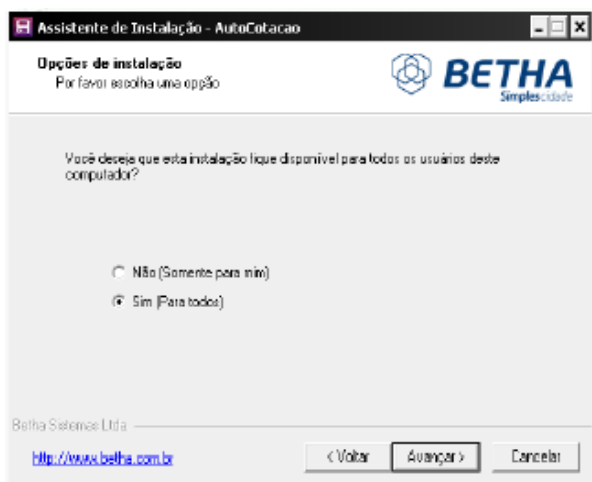 Assistente de Instalação - AutoCotacao
Opções de instalação
Por favor escolha uma opção
BETHA
Simplescidade
Você deseja que esta instalação fique disponível para todos os usuários deste
computador?
Não (Somente para mim)
Sim (Para todos)
Betha Sistemas Ltda
http://www.betha.com.br
< Voltar
Avançar >
Cancelar